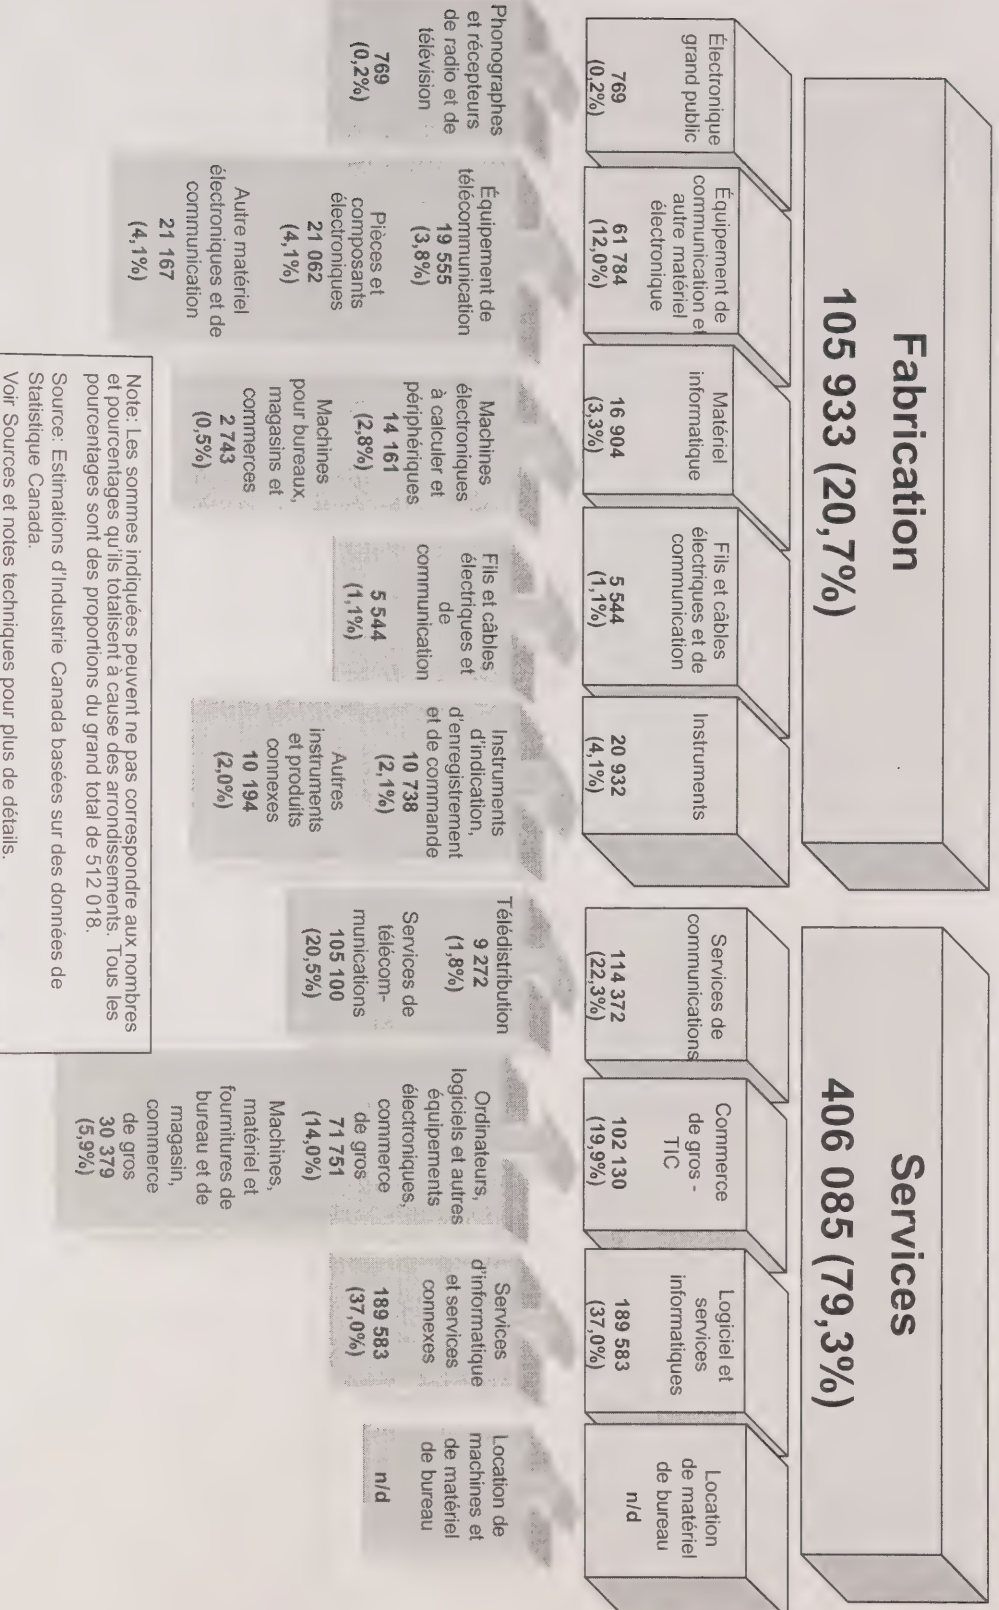 Fabrication
105 933 (20,7%)
Services
406 085 (79,3%)
Électronique
grand public
769
(0,2%)
Équipement de
communication et
autre matériel
électronique
61 784
(12,0%)
Matériel
informatique
16 904
(3,3%)
Fils et câbles
électriques et de
communication
5 544
(1,1%)
Instruments
20 932
(4,1%)
Services de
communications
114 372
(22,3%)
Commerce
de gros -
TIC
102 130
(19,9%)
Logiciel et
services
informatiques
189 583
(37,0%)
Location
de matériel
de bureau
n/d
Phonographes
et récepteurs
de radio et de
télévision
769
(0,2%)
Équipement de
télécommunication
19 555
(3,8%)
Pièces et
composants
électroniques
21 062
(4,1%)
Autre matériel
électroniques et de
communication
21 167
(4,1%)
Machines
électroniques
à calculer et
périphériques
14 161
(2,8%)
Machines
pour bureaux,
magasins et
commerces
2 743
(0,5%)
Fils et câbles
électriques et
de
communication
5 544
(1,1%)
Instruments
d'indication,
d'enregistrement
et de commande
10 738
(2,1%)
Autres
instruments
et produits
connexes
10 194
(2,0%)
Télédistribution
9 272
(1,8%)
Services de
télécom-
munications
105 100
(20,5%)
Ordinateurs,
logiciels et autres
équipements
électroniques,
commerce
de gros
71 751
(14,0%)
Machines,
matériel et
fournitures de
bureau et de
magasin,
commerce
de gros
30 379
(5,9%)
Services
d'informatique
et services
connexes
189 583
(37,0%)
Location de
machines et
de matériel
de bureau
n/d
Note: Les sommes indiquées peuvent ne pas correspondre aux nombres
et pourcentages qu'ils totalisent à cause des arrondissements. Tous les
pourcentages sont des proportions du grand total de 512 018.
Source: Estimations d'Industrie Canada basées sur des données de
Statistique Canada.
Voir Sources et notes techniques pour plus de détails.